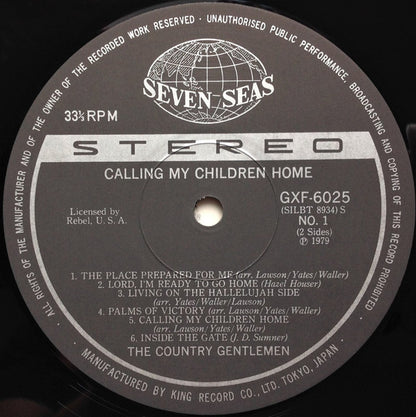 ALL RIGHTS OF THE MANUFACTURER AND OF THE OWNER OF THE RECORDED WORK RESERVED · UNAUTHORISED PUBLIC PERFORMANCE, BROADCASTING AND COPYING OF THIS RECORD PROHIBITED ·
SEVEN SEAS
33⅓ RPM
STEREO
CALLING MY CHILDREN HOME
Licensed by
Rebel, U.S.A.
GXF-6025
(SILBT 8934) S
NO. 1
(2 Sides)
Ⓟ 1979
1. THE PLACE PREPARED FOR ME (arr. Lawson/Yates/Waller)
2. LORD, I'M READY TO GO HOME (Hazel Houser)
3. LIVING ON THE HALLELUJAH SIDE
(arr. Yates/Waller/Lawson)
4. PALMS OF VICTORY (arr. Lawson/Yates/Waller)
5. CALLING MY CHILDREN HOME
(arr. Lawson/Yates/Waller)
6. INSIDE THE GATE (J. D. Sumner)
THE COUNTRY GENTLEMEN
· MANUFACTURED BY KING RECORD CO., LTD. TOKYO, JAPAN ·